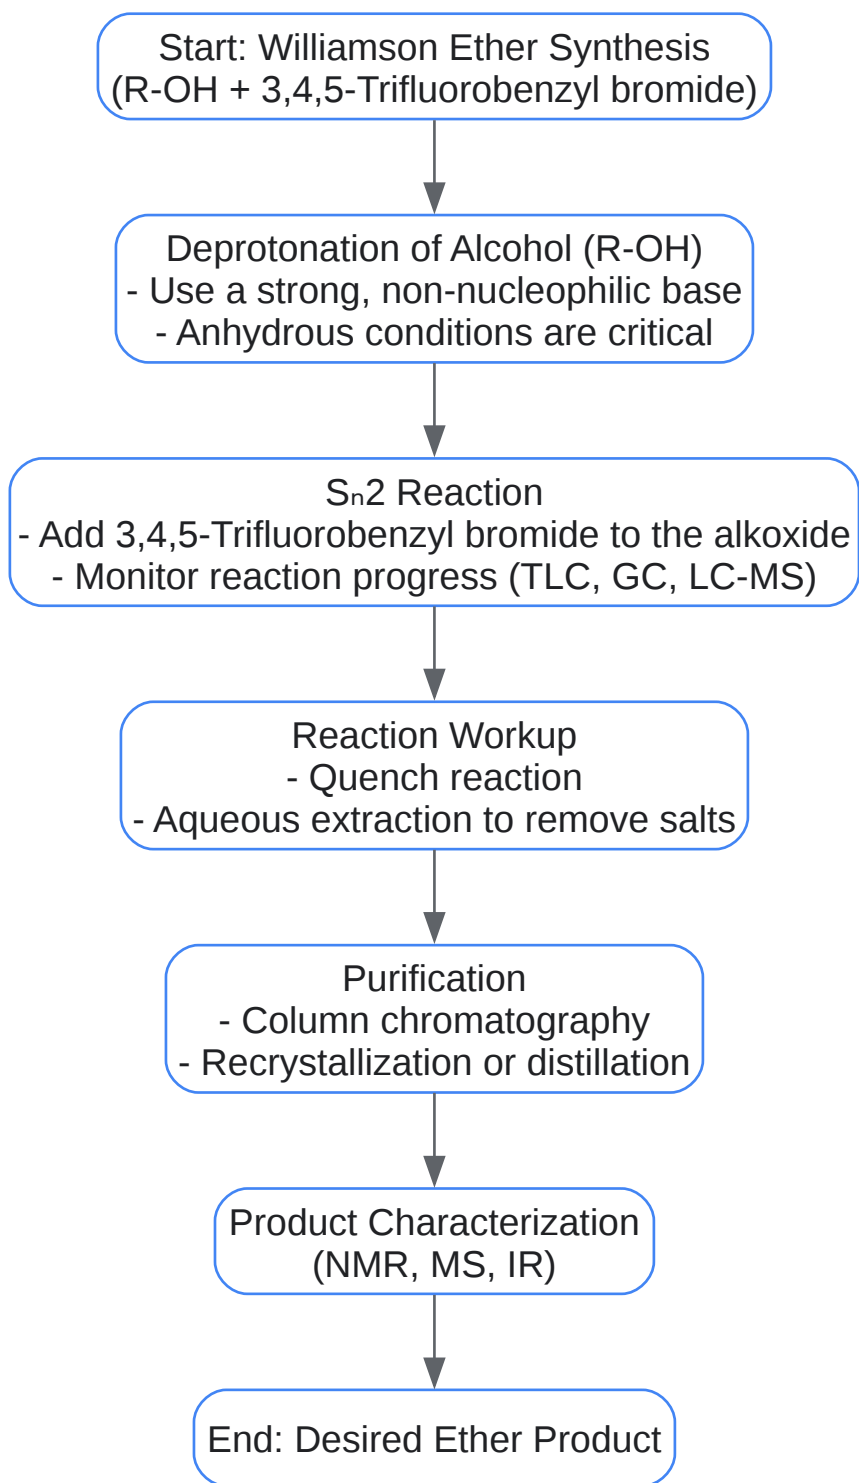 Start: Williamson Ether Synthesis
(R-OH + 3,4,5-Trifluorobenzyl bromide)
Deprotonation of Alcohol (R-OH)
- Use a strong, non-nucleophilic base
- Anhydrous conditions are critical
Sₙ2 Reaction
- Add 3,4,5-Trifluorobenzyl bromide to the alkoxide
- Monitor reaction progress (TLC, GC, LC-MS)
Reaction Workup
- Quench reaction
- Aqueous extraction to remove salts
Purification
- Column chromatography
- Recrystallization or distillation
Product Characterization
(NMR, MS, IR)
End: Desired Ether Product